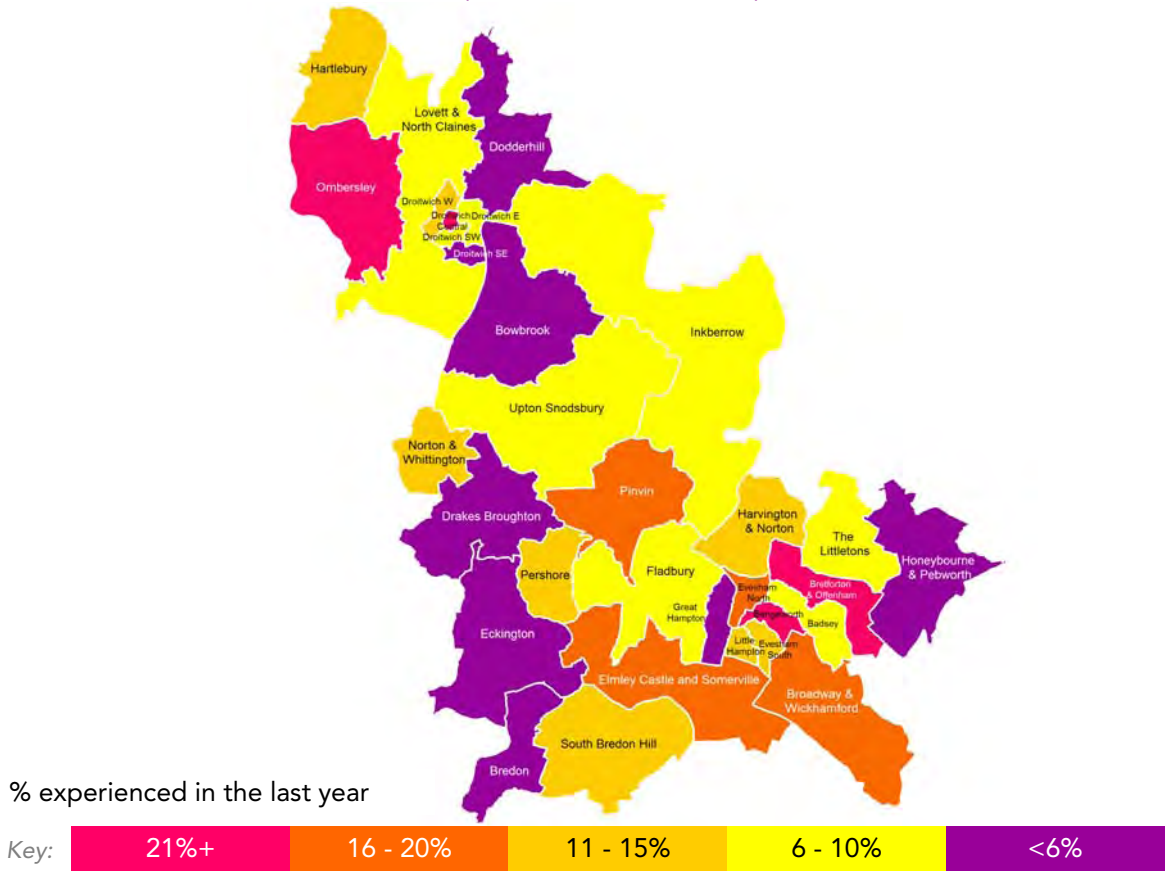 Hartlebury
Lovett &
North Claines
Dodderhill
Ombersley
Droitwich W
Droitwich
Central
Droitwich E
Droitwich SW
Droitwich SE
Bowbrook
Inkberrow
Upton Snodsbury
Norton &
Whittington
Pinvin
Drakes Broughton
Harvington
& Norton
The
Littletons
Honeybourne
& Pebworth
Pershore
Fladbury
Evesham
North
Bretforton
& Offenham
Great
Hampton
Bengeworth
Badsey
Eckington
Little
Hampton
Evesham
South
Elmley Castle and Somerville
Broadway &
Wickhamford
South Bredon Hill
Bredon
% experienced in the last year
Key:
21%+
16 - 20%
11 - 15%
6 - 10%
<6%